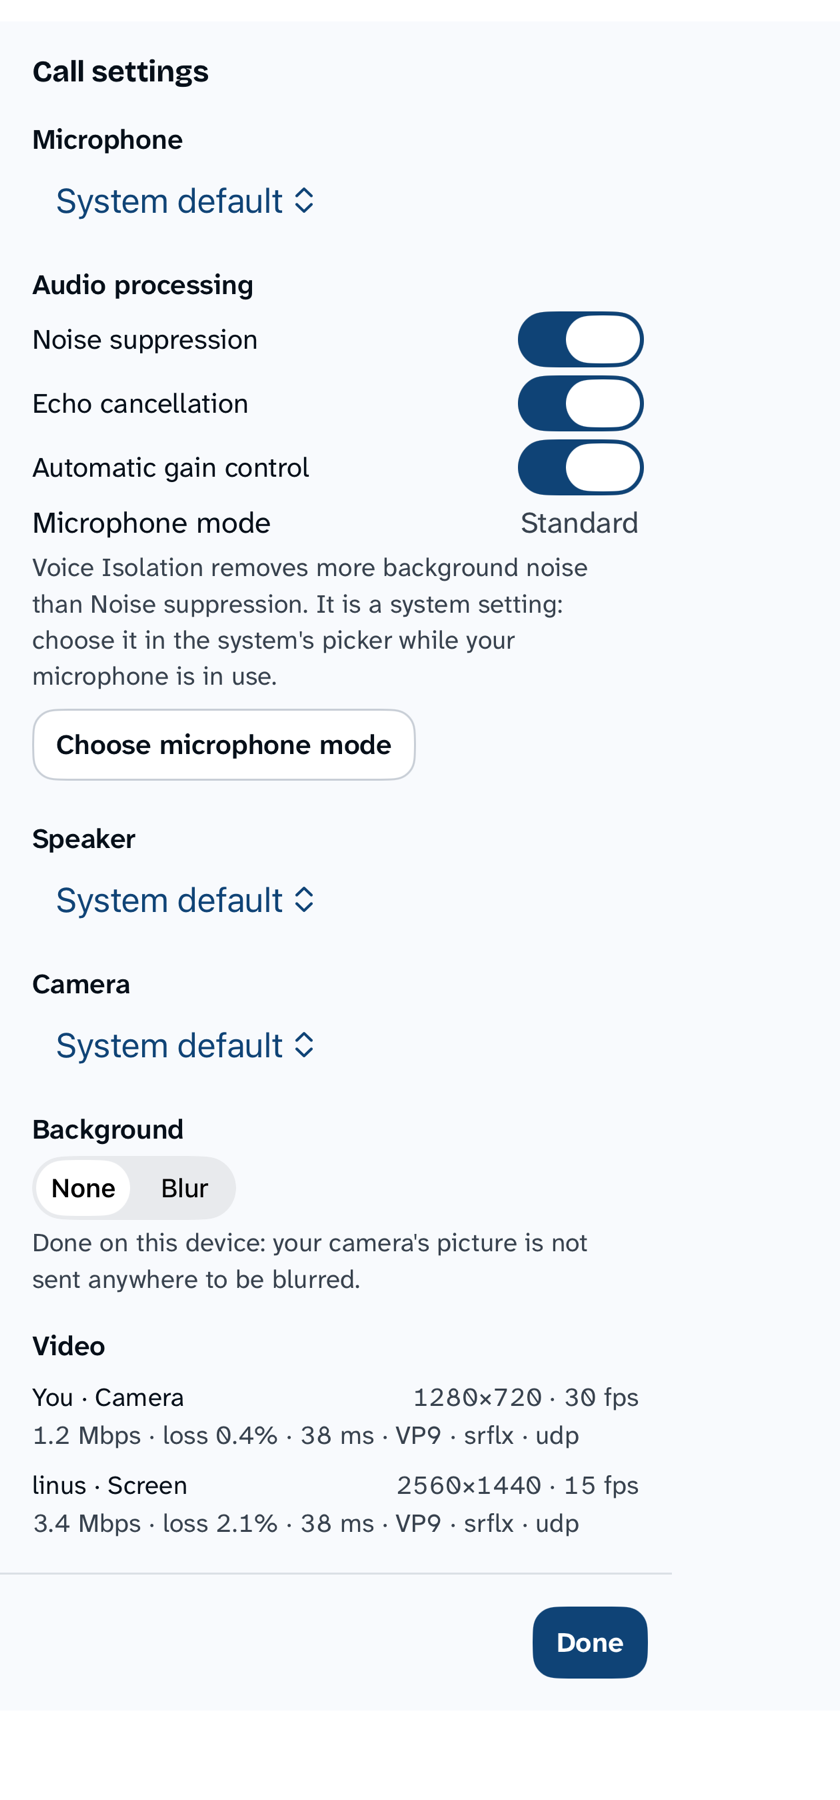 Call settings
Microphone
System default
Audio processing
Noise suppression
Echo cancellation
Automatic gain control
Microphone mode Standard
Voice Isolation removes more background noise
than Noise suppression. It is a system setting:
choose it in the system's picker while your
microphone is in use.
Choose microphone mode
Speaker
System default
Camera
System default
Background
None Blur
Done on this device: your camera's picture is not
sent anywhere to be blurred.
Video
You · Camera 1280×720 · 30 fps
1.2 Mbps · loss 0.4% · 38 ms · VP9 · srflx · udp
linus · Screen 2560×1440 · 15 fps
3.4 Mbps · loss 2.1% · 38 ms · VP9 · srflx · udp
Done